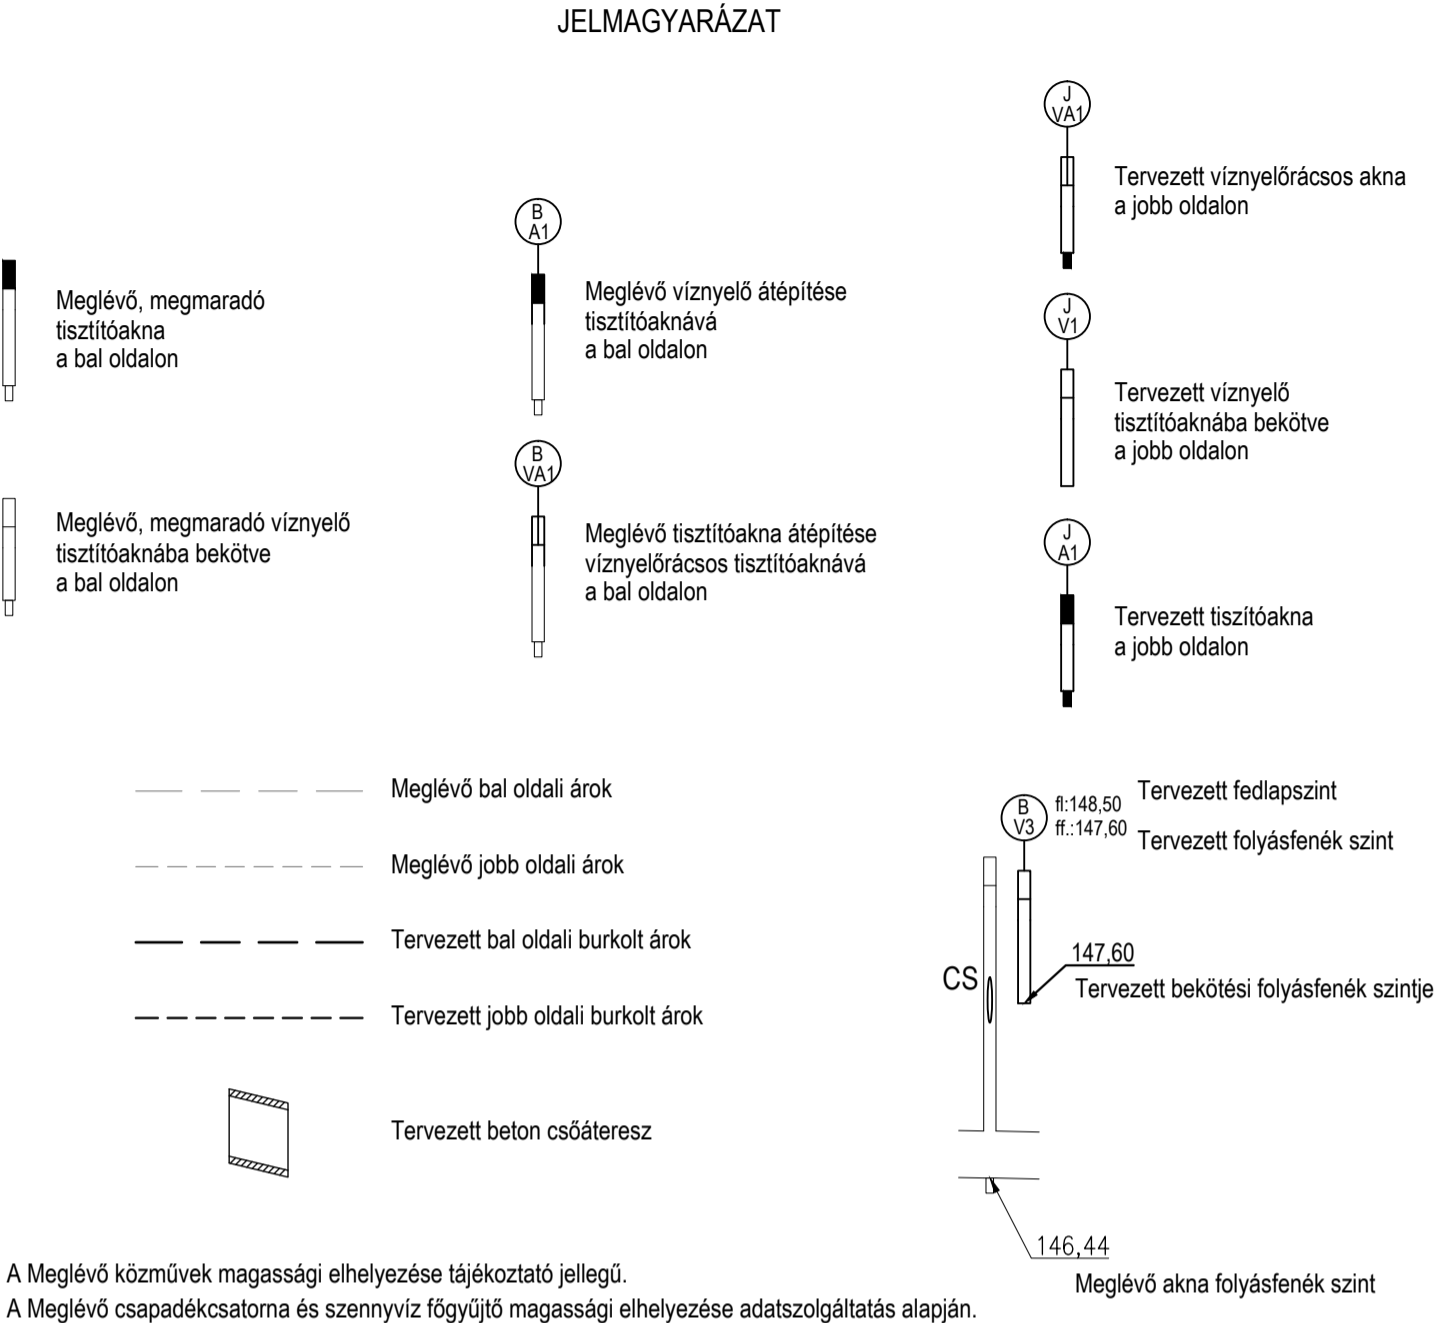 JELMAGYARÁZAT
J
VA1
Tervezett víznyelőrácsos akna
a jobb oldalon
B
A1
Meglévő, megmaradó
tisztítóakna
a bal oldalon
Meglévő víznyelő átépítése
tisztítóaknává
a bal oldalon
J
V1
Tervezett víznyelő
tisztítóaknába bekötve
a jobb oldalon
B
VA1
Meglévő, megmaradó víznyelő
tisztítóaknába bekötve
a bal oldalon
Meglévő tisztítóakna átépítése
víznyelőrácsos tisztítóaknává
a bal oldalon
J
A1
Tervezett tiszítóakna
a jobb oldalon
Meglévő bal oldali árok
Meglévő jobb oldali árok
Tervezett bal oldali burkolt árok
Tervezett jobb oldali burkolt árok
Tervezett beton csőáteresz
B
V3
fl:148,50
ff.:147,60
Tervezett fedlapszint
Tervezett folyásfenék szint
CS
147,60
Tervezett bekötési folyásfenék szintje
146,44
Meglévő akna folyásfenék szint
A Meglévő közművek magassági elhelyezése tájékoztató jellegű.
A Meglévő csapadékcsatorna és szennyvíz főgyűjtő magassági elhelyezése adatszolgáltatás alapján.